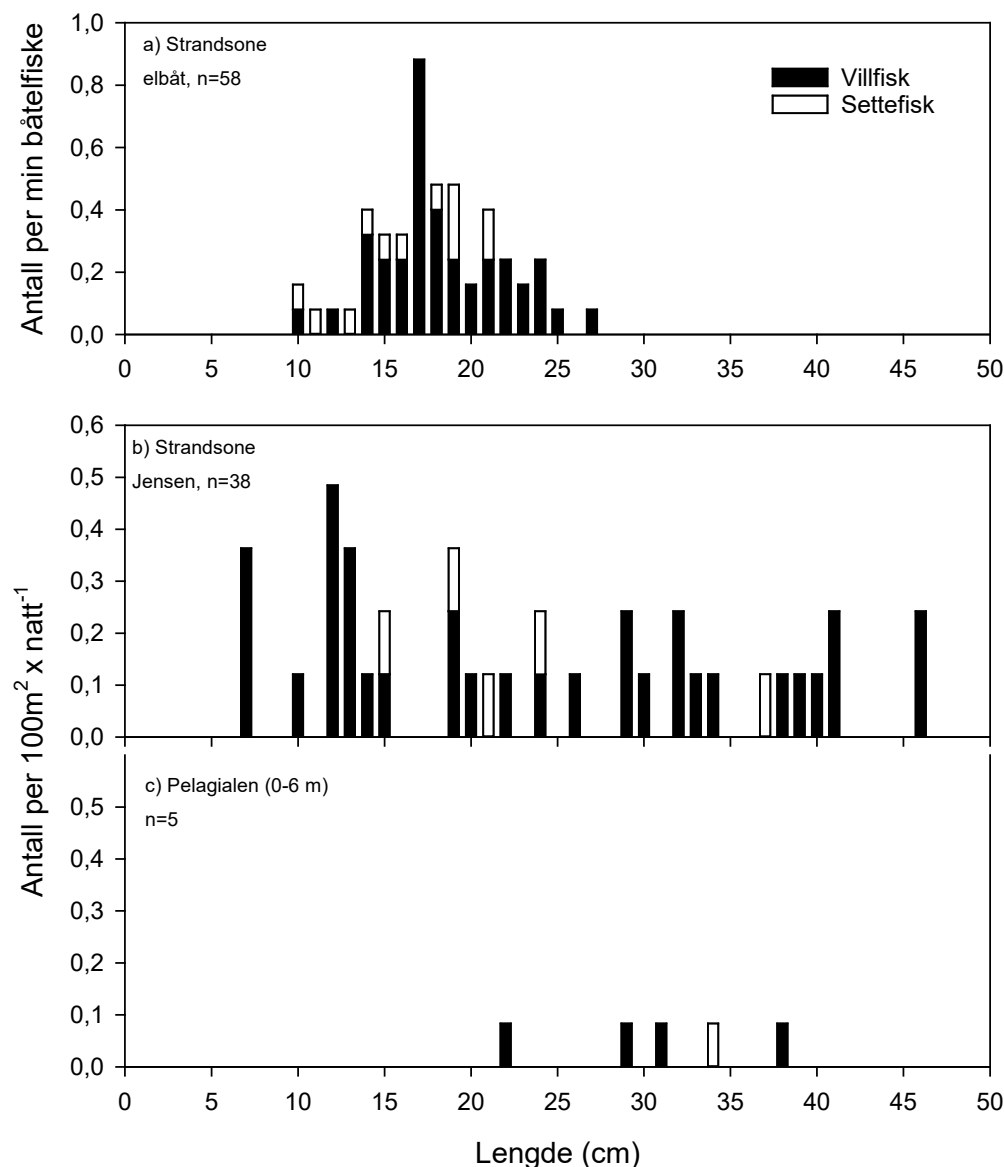 Antall per min båtelfiske
1,0
0,8
0,6
0,4
0,2
0,0
a) Strandsone
elbåt, n=58
Villfisk
Settefisk
0 5 10 15 20 25 30 35 40 45 50
Antall per 100m² x natt⁻¹
0,6
0,5
0,4
0,3
0,2
0,1
0,0
b) Strandsone
Jensen, n=38
0,5
0,4
0,3
0,2
0,1
0,0
c) Pelagialen (0-6 m)
n=5
0 5 10 15 20 25 30 35 40 45 50
Lengde (cm)